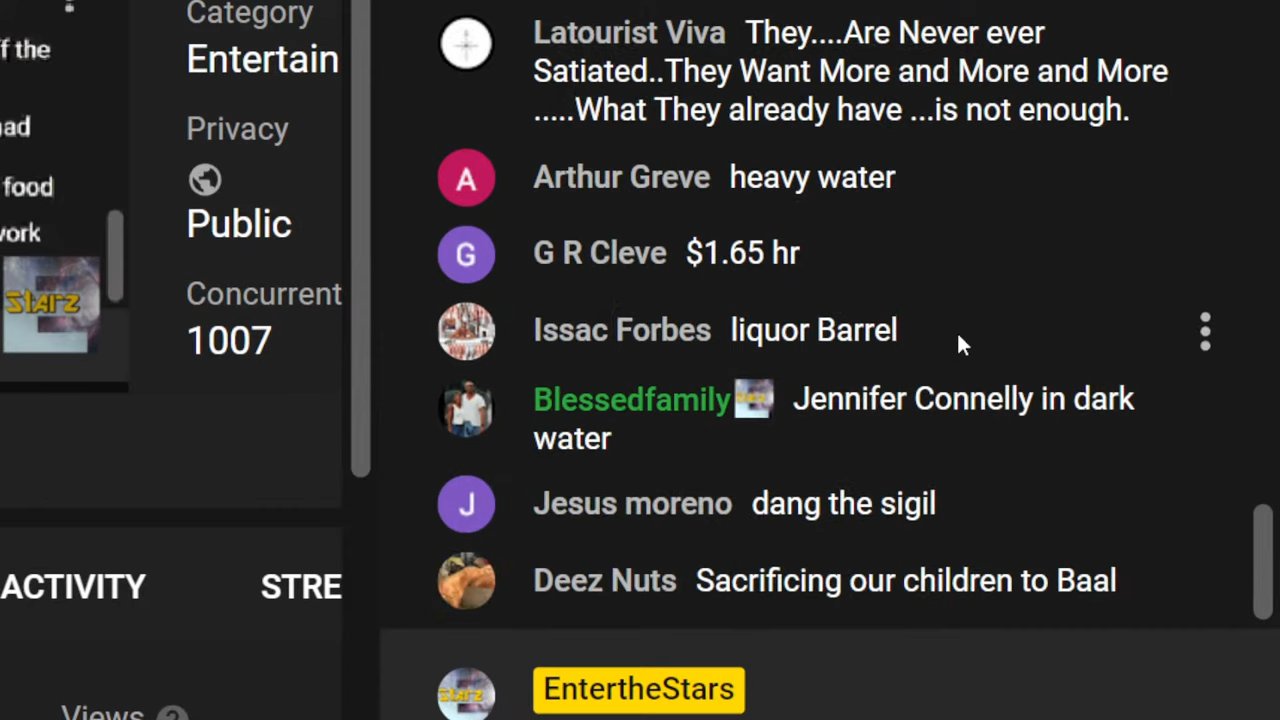 f the
ad
food
work
Starz
Category
Entertain
Privacy
Public
Concurrent
1007
ACTIVITY
STRE
Views ?
Latourist Viva They....Are Never ever
Satiated..They Want More and More and More
.....What They already have ...is not enough.
A Arthur Greve heavy water
G G R Cleve $1.65 hr
Issac Forbes liquor Barrel
Blessedfamily Jennifer Connelly in dark
water
J Jesus moreno dang the sigil
Deez Nuts Sacrificing our children to Baal
Starz EntertheStars